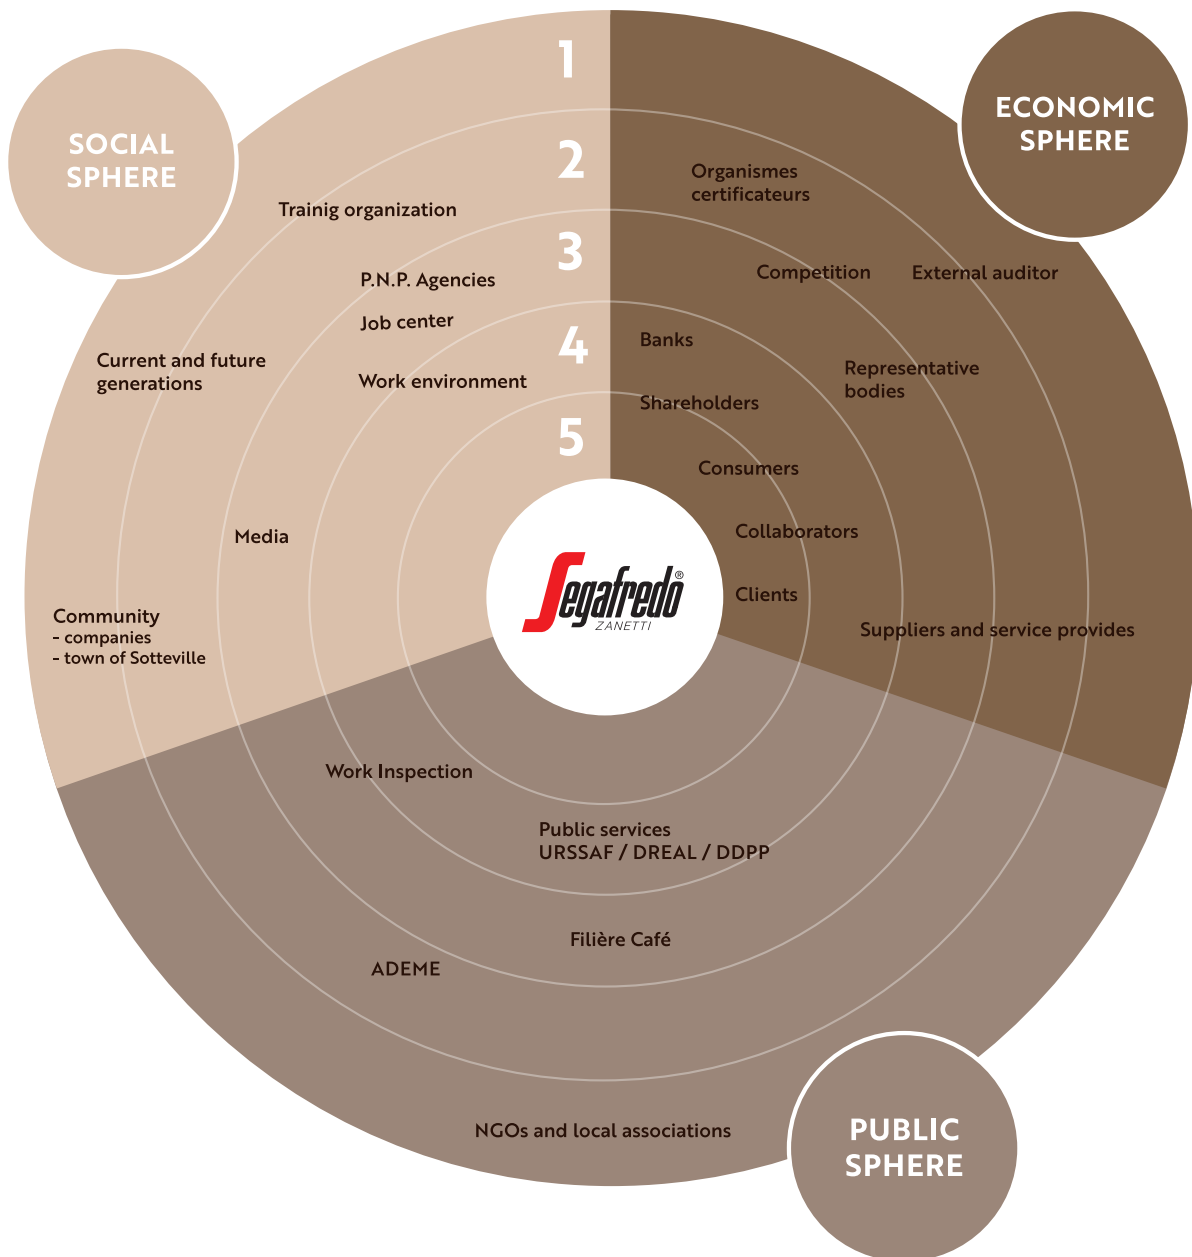 SOCIAL
SPHERE
ECONOMIC
SPHERE
1
2
3
4
5
Trainig organization
P.N.P. Agencies
Job center
Current and future
generations
Work environment
Media
Community
- companies
- town of Sotteville
Organismes
certificateurs
Competition
External auditor
Banks
Representative
bodies
Shareholders
Consumers
Collaborators
Clients
Suppliers and service provides
Segafredo®
ZANETTI
Work Inspection
Public services
URSSAF / DREAL / DDPP
Filière Café
ADEME
NGOs and local associations
PUBLIC
SPHERE